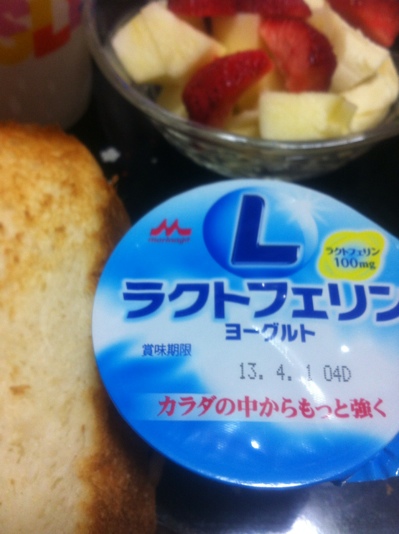 L
morinaga
ラクトフェリン
100mg
ラクトフェリン
ヨーグルト
賞味期限
13. 4. 1 04D
カラダの中からもっと強く